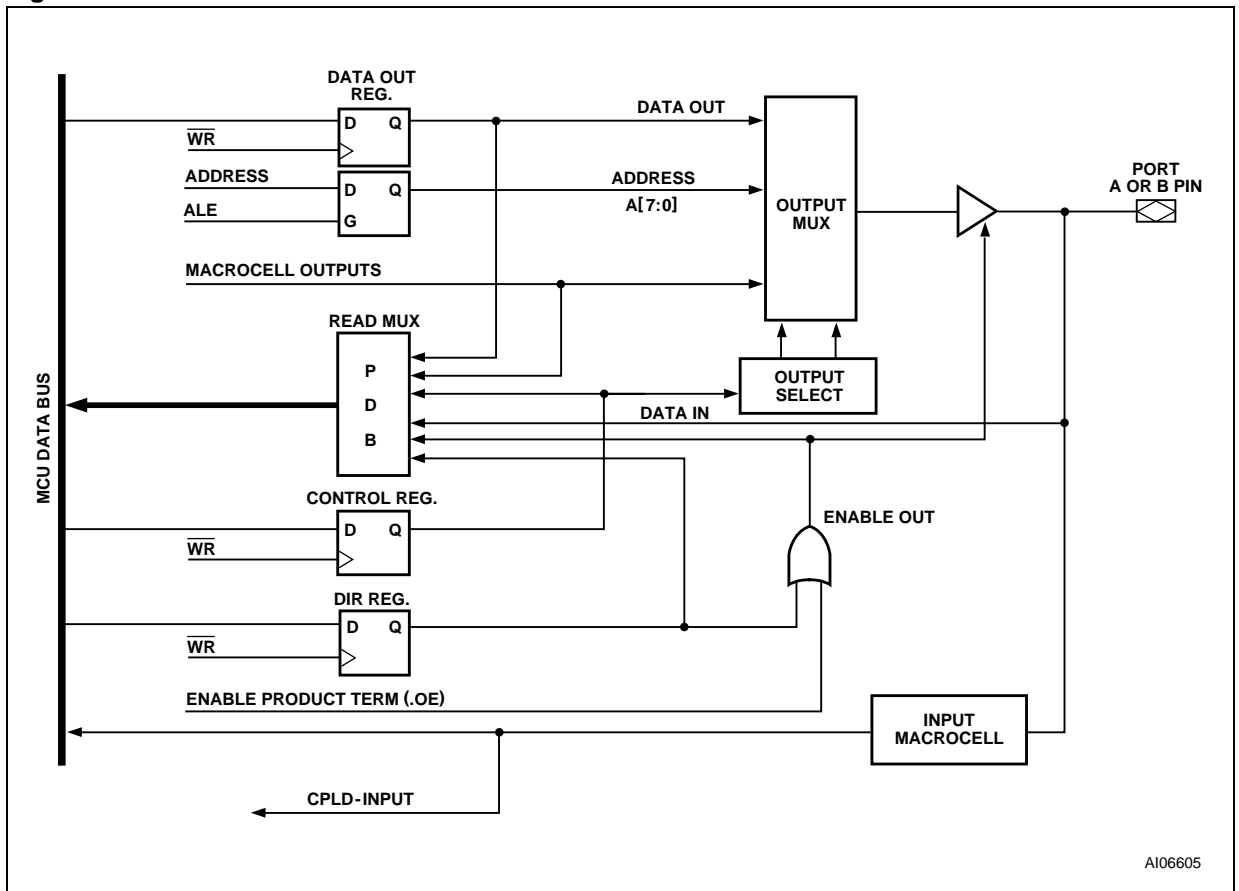 DATA OUT
REG.
D Q
WR
DATA OUT
ADDRESS
ALE
D Q
G
ADDRESS
A[7:0]
OUTPUT
MUX
PORT
A OR B PIN
MACROCELL OUTPUTS
READ MUX
P
D
B
OUTPUT
SELECT
DATA IN
MCU DATA BUS
CONTROL REG.
D Q
WR
ENABLE OUT
DIR REG.
D Q
WR
ENABLE PRODUCT TERM (.OE)
INPUT
MACROCELL
CPLD-INPUT
AI06605